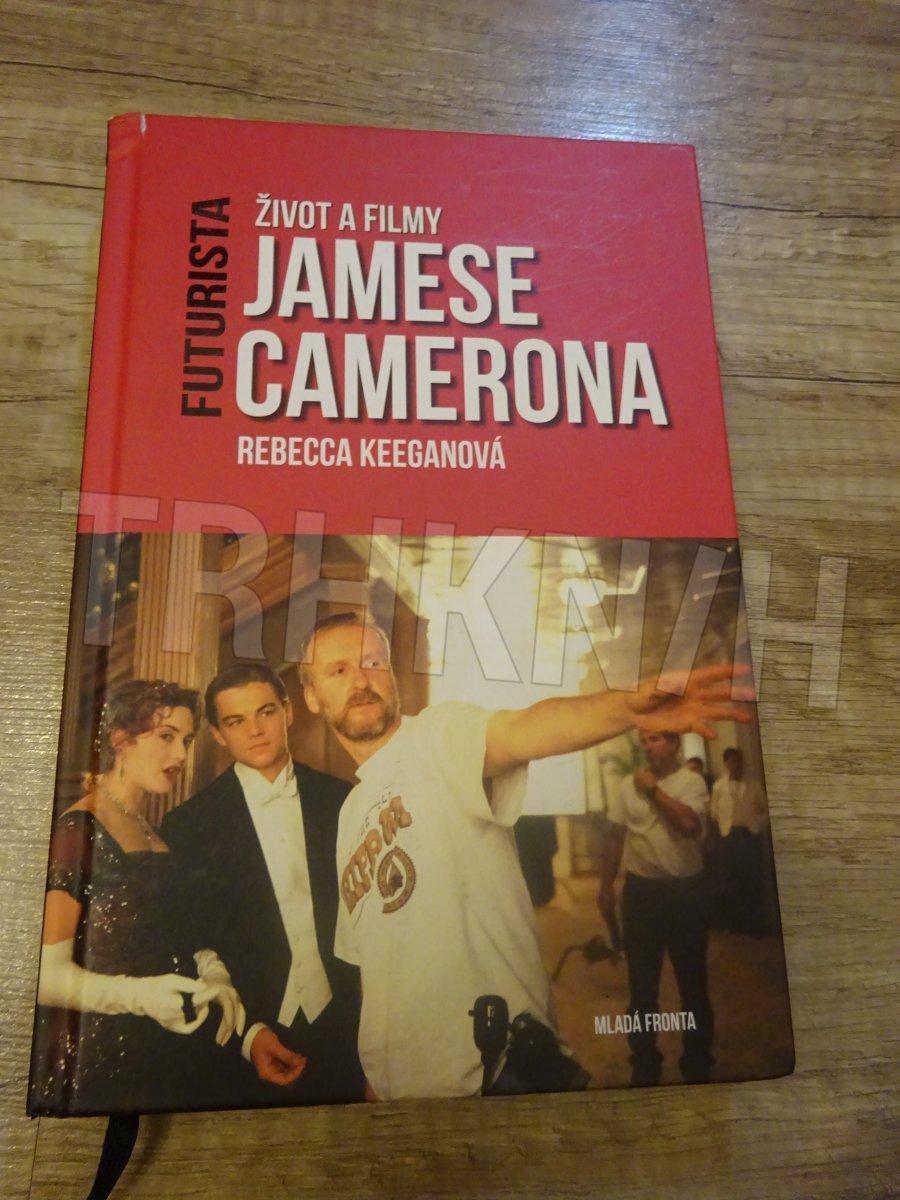 FUTURISTA
ŽIVOT A FILMY
JAMESE
CAMERONA
REBECCA KEEGANOVÁ
TRHKNIH
MLADÁ FRONTA